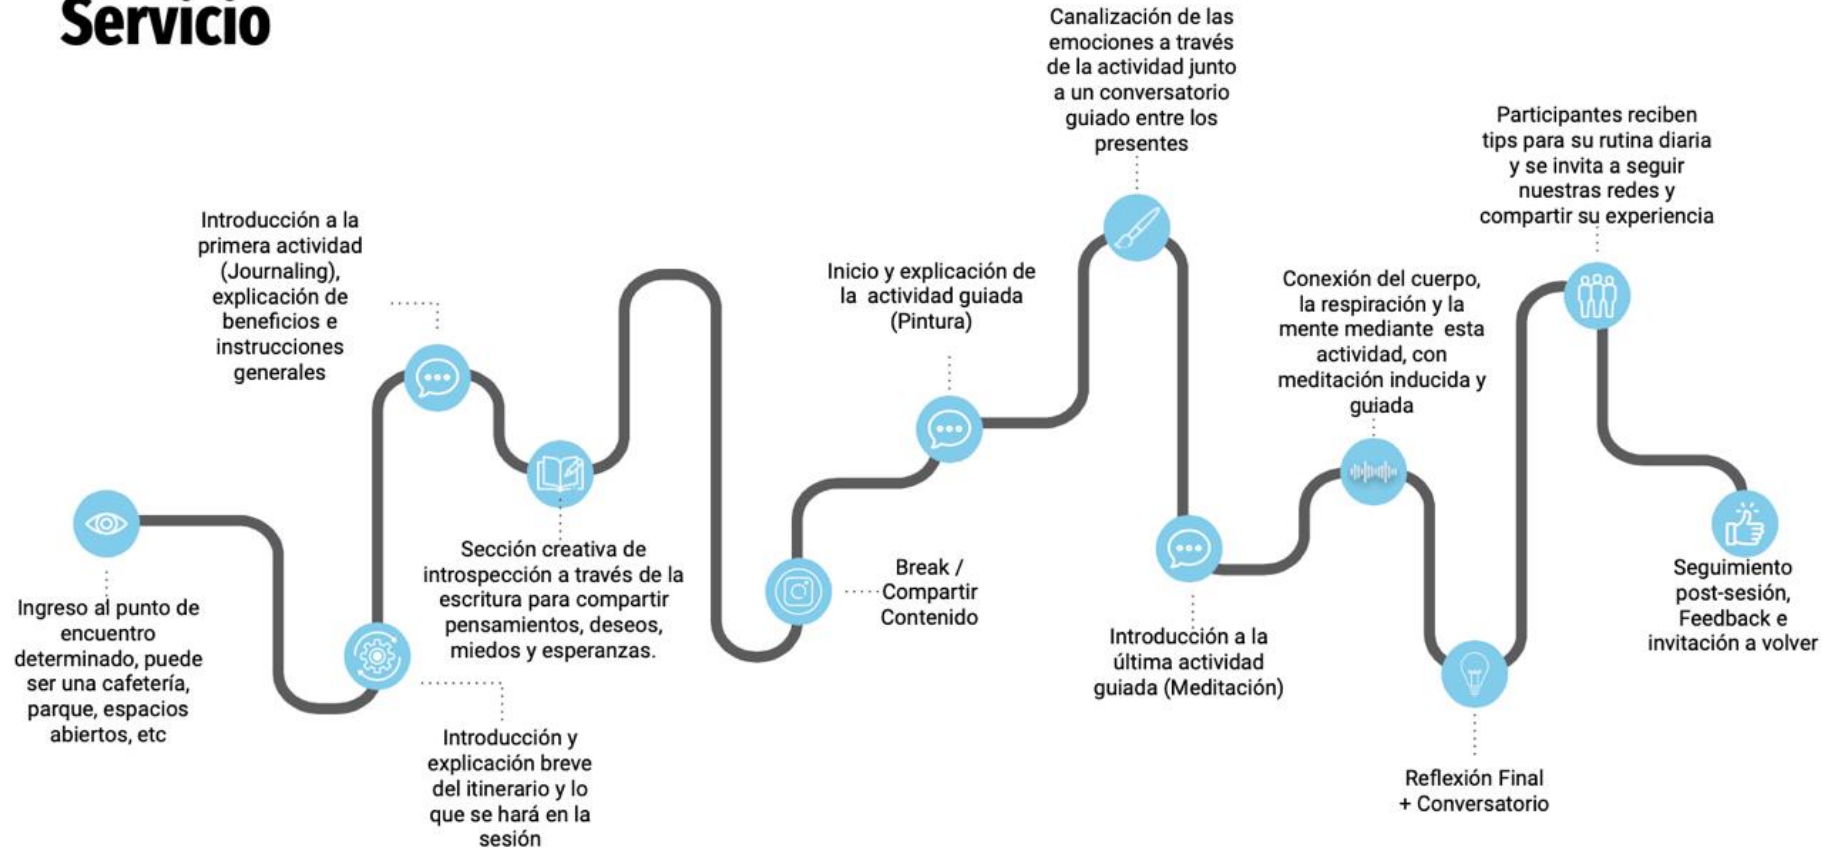 Servicio
Ingreso al punto de
encuentro
determinado, puede
ser una cafetería,
parque, espacios
abiertos, etc
Introducción y
explicación breve
del itinerario y lo
que se hará en la
sesión
Introducción a la
primera actividad
(Journaling),
explicación de
beneficios e
instrucciones
generales
Sección creativa de
introspección a través de la
escritura para compartir
pensamientos, deseos,
miedos y esperanzas.
Break /
Compartir
Contenido
Inicio y explicación de
la actividad guiada
(Pintura)
Canalización de las
emociones a través
de la actividad junto
a un conversatorio
guiado entre los
presentes
Introducción a la
última actividad
guiada (Meditación)
Conexión del cuerpo,
la respiración y la
mente mediante esta
actividad, con
meditación inducida y
guiada
Reflexión Final
+ Conversatorio
Participantes reciben
tips para su rutina diaria
y se invita a seguir
nuestras redes y
compartir su experiencia
Seguimiento
post-sesión,
Feedback e
invitación a volver